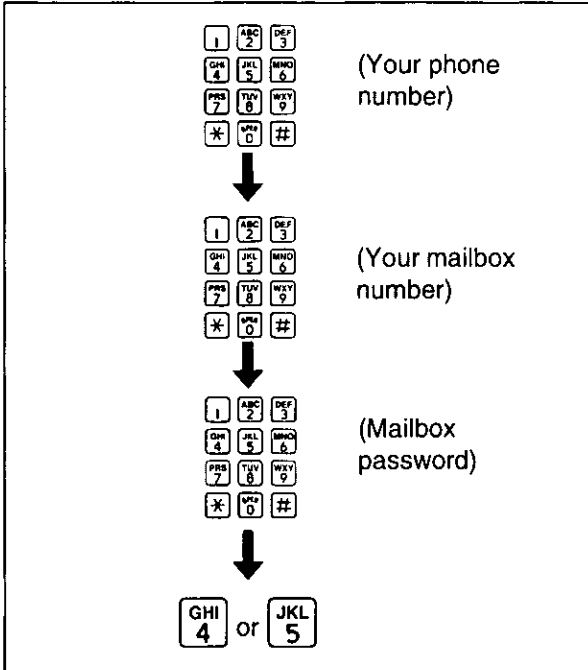 1 ABC 2 DEF 3
GHI 4 JKL 5 MNO 6
PRS 7 TUV 8 WXY 9
* OPER 0 #
(Your phone
number)
1 ABC 2 DEF 3
GHI 4 JKL 5 MNO 6
PRS 7 TUV 8 WXY 9
* OPER 0 #
(Your mailbox
number)
1 ABC 2 DEF 3
GHI 4 JKL 5 MNO 6
PRS 7 TUV 8 WXY 9
* OPER 0 #
(Mailbox
password)
GHI 4 or JKL 5